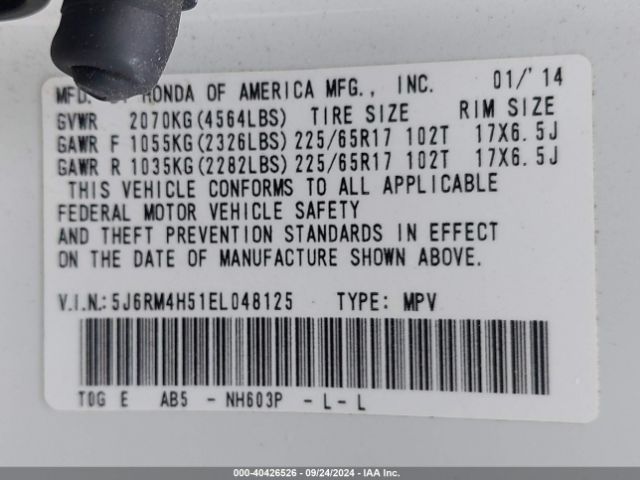 MFD. BY HONDA OF AMERICA MFG., INC. 01/'14
GVWR 2070KG(4564LBS) TIRE SIZE RIM SIZE
GAWR F 1055KG(2326LBS) 225/65R17 102T 17X6.5J
GAWR R 1035KG(2282LBS) 225/65R17 102T 17X6.5J
THIS VEHICLE CONFORMS TO ALL APPLICABLE
FEDERAL MOTOR VEHICLE SAFETY
AND THEFT PREVENTION STANDARDS IN EFFECT
ON THE DATE OF MANUFACTURE SHOWN ABOVE.
V.I.N.: 5J6RM4H51EL048125 TYPE: MPV
T0G E AB5 - NH603P - L - L
000-40426526 - 09/24/2024 - IAA Inc.